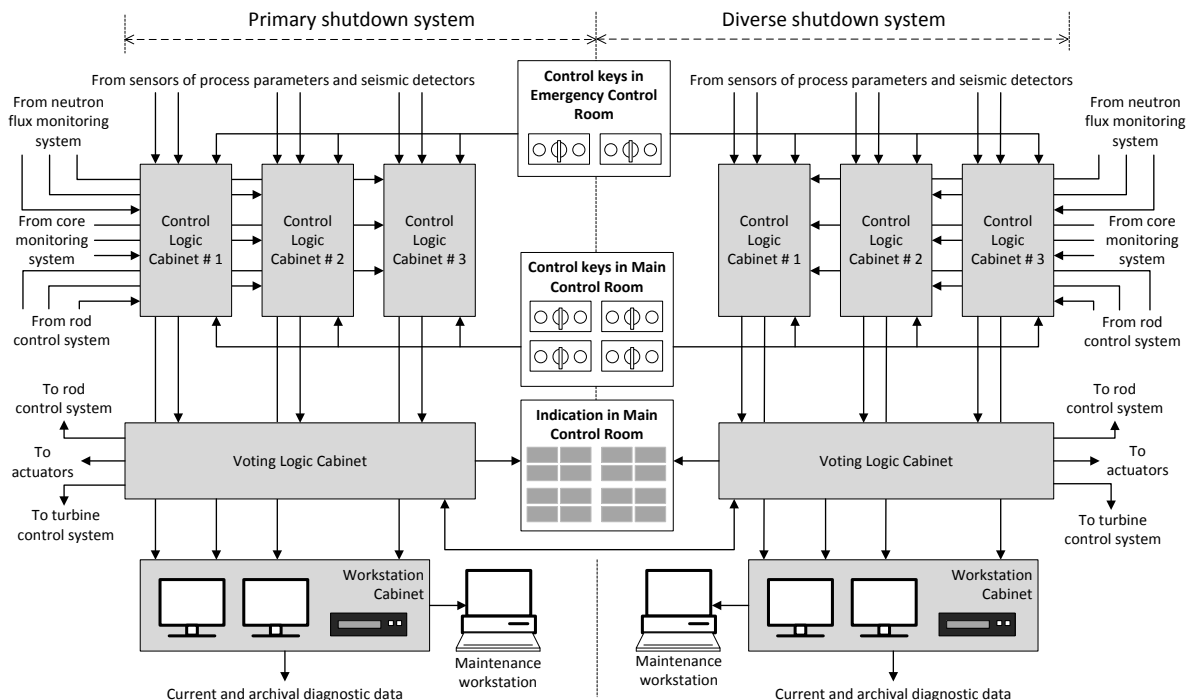 Primary shutdown system
Diverse shutdown system
From sensors of process parameters and seismic detectors
Control keys in
Emergency Control
Room
From sensors of process parameters and seismic detectors
From neutron
flux monitoring
system
From neutron
flux monitoring
system
Control
Logic
Cabinet # 1
Control
Logic
Cabinet # 2
Control
Logic
Cabinet # 3
Control
Logic
Cabinet # 1
Control
Logic
Cabinet # 2
Control
Logic
Cabinet # 3
From core
monitoring
system
From core
monitoring
system
Control keys in Main
Control Room
From rod
control system
From rod
control system
To rod
control system
Indication in Main
Control Room
To rod
control system
To
actuators
Voting Logic Cabinet
Voting Logic Cabinet
To
actuators
To turbine
control system
To turbine
control system
Workstation
Cabinet
Workstation
Cabinet
Maintenance
workstation
Maintenance
workstation
Current and archival diagnostic data
Current and archival diagnostic data